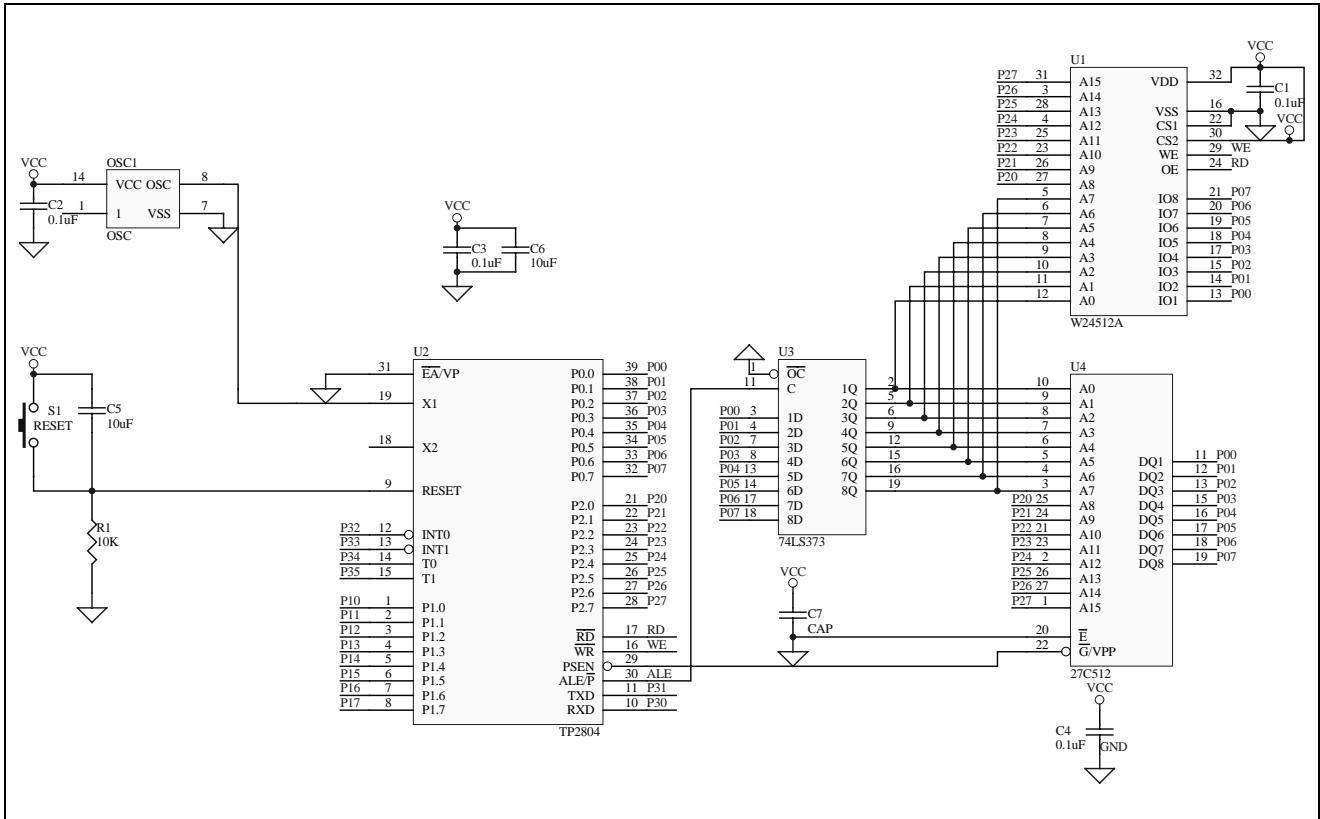 VCC
U1
P27 31 A15 VDD 32
C1
0.1uF
P26 3 A14
P25 28 A13 VSS 16
P24 4 A12 CS1 22
VCC
P23 25 A11 CS2 30
P22 23 A10 WE 29 WE
P21 26 A9 OE 24 RD
P20 27 A8
5 A7 IO8 21 P07
6 A6 IO7 20 P06
7 A5 IO6 19 P05
8 A4 IO5 18 P04
9 A3 IO4 17 P03
10 A2 IO3 15 P02
11 A1 IO2 14 P01
12 A0 IO1 13 P00
W24512A
VCC
OSC1
14 VCC OSC 8
C2
0.1uF
1 1 VSS 7
OSC
VCC
C3
0.1uF
C6
10uF
VCC
S1
RESET
C5
10uF
R1
10K
U2
31 EA/VP P0.0 39 P00
P0.1 38 P01
19 X1 P0.2 37 P02
P0.3 36 P03
P0.4 35 P04
18 X2 P0.5 34 P05
P0.6 33 P06
P0.7 32 P07
9 RESET
P2.0 21 P20
P2.1 22 P21
P32 12 INT0 P2.2 23 P22
P33 13 INT1 P2.3 24 P23
P34 14 T0 P2.4 25 P24
P35 15 T1 P2.5 26 P25
P2.6 27 P26
P10 1 P1.0 P2.7 28 P27
P11 2 P1.1
P12 3 P1.2 RD 17 RD
P13 4 P1.3 WR 16 WE
P14 5 P1.4 PSEN 29
P15 6 P1.5 ALE/P 30 ALE
P16 7 P1.6 TXD 11 P31
P17 8 P1.7 RXD 10 P30
TP2804
U3
1 OC
11 C 1Q 2
2Q 5
P00 3 1D 3Q 6
P01 4 2D 4Q 9
P02 7 3D 5Q 12
P03 8 4D 6Q 15
P04 13 5D 7Q 16
P05 14 6D 8Q 19
P06 17 7D
P07 18 8D
74LS373
VCC
C7
CAP
U4
10 A0
9 A1
8 A2
7 A3
6 A4
5 A5 DQ1 11 P00
4 A6 DQ2 12 P01
3 A7 DQ3 13 P02
P20 25 A8 DQ4 15 P03
P21 24 A9 DQ5 16 P04
P22 21 A10 DQ6 17 P05
P23 23 A11 DQ7 18 P06
P24 2 A12 DQ8 19 P07
P25 26 A13
P26 27 A14
P27 1 A15
20 E
22 G/VPP
27C512
VCC
C4
0.1uF
GND